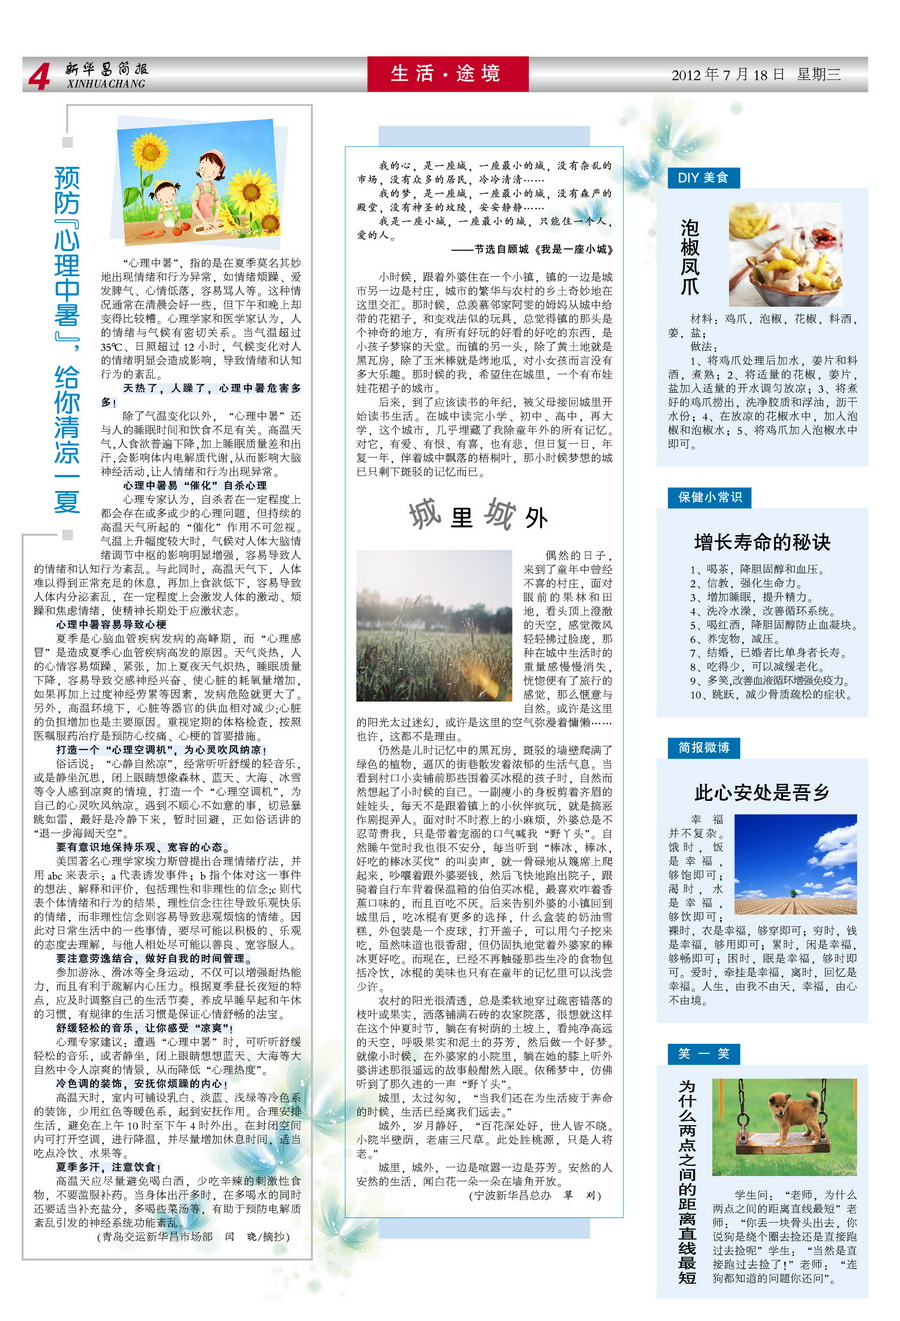 4
新华昌简报
XINHUACHANG
生活·途境
2012 年 7 月 18 日 星期三
预防『心理中暑』，给你清凉一夏
“心理中暑”，指的是在夏季莫名其妙
地出现情绪和行为异常，如情绪烦躁、爱
发脾气、心情低落，容易骂人等。这种情
况通常在清晨会好一些，但下午和晚上却
变得比较糟。心理学家和医学家认为，人
的情绪与气候有密切关系。当气温超过
35℃、日照超过 12 小时，气候变化对人
的情绪明显会造成影响，导致情绪和认知
行为的紊乱。
天热了，人躁了，心理中暑危害多
多！
除了气温变化以外，“心理中暑”还
与人的睡眠时间和饮食不足有关。高温天
气,人食欲普遍下降,加上睡眠质量差和出
汗,会影响体内电解质代谢,从而影响大脑
神经活动,让人情绪和行为出现异常。
心理中暑易“催化”自杀心理
心理专家认为，自杀者在一定程度上
都会存在或多或少的心理问题，但持续的
高温天气所起的“催化”作用不可忽视。
气温上升幅度较大时，气候对人体大脑情
绪调节中枢的影响明显增强，容易导致人
的情绪和认知行为紊乱。与此同时，高温天气下，人体
难以得到正常充足的休息，再加上食欲低下，容易导致
人体内分泌紊乱，在一定程度上会激发人体的激动、烦
躁和焦虑情绪，使精神长期处于应激状态。
心理中暑容易导致心梗
夏季是心脑血管疾病发病的高峰期，而“心理感
冒”是造成夏季心血管疾病高发的原因。天气炎热，人
的心情容易烦躁、紧张，加上夏夜天气炽热，睡眠质量
下降，容易导致交感神经兴奋、使心脏的耗氧量增加，
如果再加上过度神经劳累等因素，发病危险就更大了。
另外，高温环境下，心脏等器官的供血相对减少;心脏
的负担增加也是主要原因。重视定期的体格检查，按照
医嘱服药治疗是预防心绞痛、心梗的首要措施。
打造一个“心理空调机”，为心灵吹风纳凉！
俗话说：“心静自然凉”，经常听听舒缓的轻音乐，
或是静坐沉思，闭上眼睛想像森林、蓝天、大海、冰雪
等令人感到凉爽的情境，打造一个“心理空调机”，为
自己的心灵吹风纳凉。遇到不顺心不如意的事，切忌暴
跳如雷，最好是冷静下来，暂时回避，正如俗话讲的
“退一步海阔天空”。
要有意识地保持乐观、宽容的心态。
美国著名心理学家埃力斯曾提出合理情绪疗法，并
用 abc 来表示：a 代表诱发事件；b 指个体对这一事件
的想法、解释和评价，包括理性和非理性的信念;c 则代
表个体情绪和行为的结果，理性信念往往导致乐观快乐
的情绪，而非理性信念则容易导致悲观烦恼的情绪。因
此对日常生活中的一些事情，要尽可能以积极的、乐观
的态度去理解，与他人相处尽可能以善良、宽容服人。
要注意劳逸结合，做好自我的时间管理。
参加游泳、滑冰等全身运动，不仅可以增强耐热能
力，而且有利于疏解内心压力。根据夏季昼长夜短的特
点，应及时调整自己的生活节奏，养成早睡早起和午休
的习惯，有规律的生活习惯是保证心情舒畅的法宝。
舒缓轻松的音乐，让你感受“凉爽”！
心理专家建议：遭遇“心理中暑”时，可听听舒缓
轻松的音乐，或者静坐，闭上眼睛想想蓝天、大海等大
自然中令人凉爽的情景，从而降低“心理热度”。
冷色调的装饰，安抚你烦躁的内心！
高温天时，室内可铺设乳白、淡蓝、浅绿等冷色系
的装饰，少用红色等暖色系，起到安抚作用。合理安排
生活，避免在上午 10 时至下午 4 时外出。在封闭空间
内可打开空调，进行降温，并尽量增加休息时间，适当
吃点冷饮、水果等。
夏季多汗，注意饮食！
高温天应尽量避免喝白酒，少吃辛辣的刺激性食
物，不要滥服补药。当身体出汗多时，在多喝水的同时
还要适当补充盐分，多喝些菜汤等，有助于预防电解质
紊乱引发的神经系统功能紊乱。
(青岛交运新华昌市场部 闫 晓/摘抄)
我的心，是一座城，一座最小的城，没有杂乱的
市场，没有众多的居民，冷冷清清……
我的梦，是一座城，一座最小的城，没有森严的
殿堂，没有神圣的坟陵，安安静静……
我是一座小城，一座最小的城，只能住一个人，
爱的人。
——节选自顾城《我是一座小城》
小时候，跟着外婆住在一个小镇，镇的一边是城
市另一边是村庄，城市的繁华与农村的乡土奇妙地在
这里交汇。那时候，总羡慕邻家阿雯的姆妈从城中给
带的花裙子，和变戏法似的玩具，总觉得镇的那头是
个神奇的地方，有所有好玩的好看的好吃的东西，是
小孩子梦寐的天堂。而镇的另一头，除了黄土地就是
黑瓦房，除了玉米棒就是烤地瓜，对小女孩而言没有
多大乐趣。那时候的我，希望住在城里，一个有布娃
娃花裙子的城市。
后来，到了应该读书的年纪，被父母接回城里开
始读书生活。在城中读完小学、初中、高中，再大
学，这个城市，几乎埋藏了我除童年外的所有记忆。
对它，有爱、有恨、有喜，也有悲，但日复一日，年
复一年，伴着城中飘落的梧桐叶，那小时候梦想的城
已只剩下斑驳的记忆而已。
城里城外
偶然的日子，
来到了童年中曾经
不喜的村庄，面对
眼前的果林和田
地，看头顶上澄澈
的天空，感觉微风
轻轻拂过脸庞，那
种在城中生活时的
重量感慢慢消失，
恍惚便有了旅行的
感觉，那么惬意与
自然。或许是这里
的阳光太过迷幻，或许是这里的空气弥漫着慵懒……
也许，这都不是理由。
仍然是儿时记忆中的黑瓦房，斑驳的墙壁爬满了
绿色的植物，逼仄的街巷散发着浓郁的生活气息。当
看到村口小卖铺前那些围着买冰棍的孩子时，自然而
然想起了小时候的自己。一副瘦小的身板剪着齐眉的
娃娃头，每天不是跟着镇上的小伙伴疯玩，就是搞恶
作剧捉弄人。面对时不时惹上的小麻烦，外婆总是不
忍苛责我，只是带着宠溺的口气喊我“野丫头”。自
然睡午觉时我也很不安分，每当听到“棒冰，棒冰，
好吃的棒冰买伐”的叫卖声，就一骨碌地从篾席上爬
起来，吵嚷着跟外婆要钱，然后飞快地跑出院子，跟
骑着自行车背着保温箱的伯伯买冰棍，最喜欢咋着香
蕉口味的，而且百吃不厌。后来告别外婆的小镇回到
城里后，吃冰棍有更多的选择，什么盒装的奶油雪
糕，外包装是一个皮球，打开盖子，可以用勺子挖来
吃，虽然味道也很香甜，但仍固执地觉着外婆家的棒
冰更好吃。而现在，已经不再触碰那些生冷的食物包
括冷饮，冰棍的美味也只有在童年的记忆里可以浅尝
少许。
农村的阳光很清透，总是柔软地穿过疏密错落的
枝叶或果实，洒落铺满石砖的农家院落，很想就这样
在这个仲夏时节，躺在有树荫的土坡上，看纯净高远
的天空，呼吸果实和泥土的芬芳，然后做一个好梦。
就像小时候，在外婆家的小院里，躺在她的膝上听外
婆讲述那很遥远的故事般酣然入眠。依稀梦中，仿佛
听到了那久违的一声“野丫头”。
城里，太过匆匆，“当我们还在为生活疲于奔命
的时候，生活已经离我们远去。”
城外，岁月静好，“百花深处好，世人皆不晓。
小院半壁荫，老庙三尺草。此处胜桃源，只是人将
老。”
城里，城外，一边是喧嚣一边是芬芳。安然的人
安然的生活，闻白花一朵一朵在墙角开放。
(宁波新华昌总办 覃 刈)
DIY 美食
泡椒凤爪
材料：鸡爪，泡椒，花椒，料酒，
姜，盐；
做法：
1、将鸡爪处理后加水，姜片和料
酒，煮熟；2、将适量的花椒，姜片，
盐加入适量的开水调匀放凉；3、将煮
好的鸡爪捞出，洗净胶质和浮油，沥干
水份；4、在放凉的花椒水中，加入泡
椒和泡椒水；5、将鸡爪加入泡椒水中
即可。
保健小常识
增长寿命的秘诀
1、喝茶，降胆固醇和血压。
2、信教，强化生命力。
3、增加睡眠，提升精力。
4、洗冷水澡，改善循环系统。
5、喝红酒，降胆固醇防止血凝块。
6、养宠物，减压。
7、结婚，已婚者比单身者长寿。
8、吃得少，可以减缓老化。
9、多笑,改善血液循环增强免疫力。
10、跳跃，减少骨质疏松的症状。
简报微博
此心安处是吾乡
幸福
并不复杂。
饿时，饭
是幸福，
够饱即可；
渴时，水
是幸福，
够饮即可；
裸时，衣是幸福，够穿即可；穷时，钱
是幸福，够用即可；累时，闲是幸福，
够畅即可；困时，眠是幸福，够时即
可。爱时，牵挂是幸福，离时，回忆是
幸福。人生，由我不由天，幸福，由心
不由境。
笑一笑
为什么两点之间的距离直线最短
学生问：“老师，为什么
两点之间的距离直线最短”老
师：“你丢一块骨头出去，你
说狗是绕个圈去捡还是直接跑
过去捡呢”学生：“当然是直
接跑过去捡了！”老师：“连
狗都知道的问题你还问”。